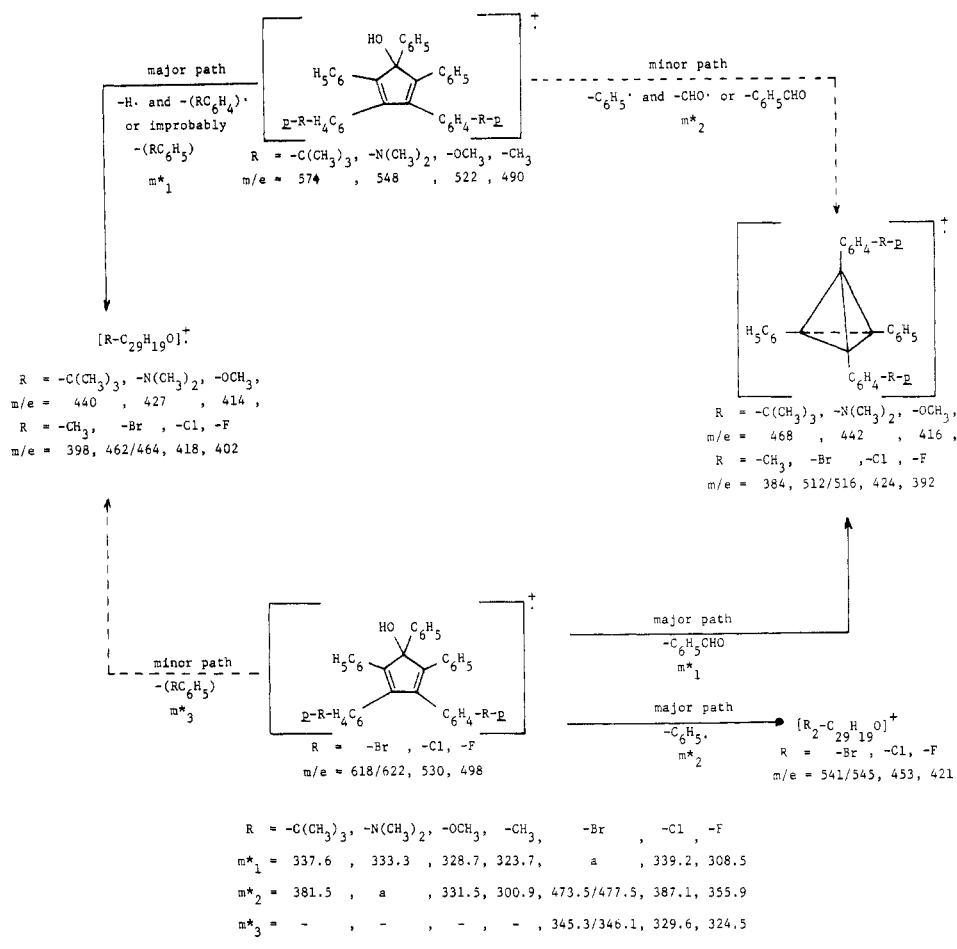 major path
-H· and -(RC6H4)·
or improbably
-(RC6H5)
m*1
HO C6H5
H5C6 C6H5
p-R-H4C6 C6H4-R-p
+·
R = -C(CH3)3, -N(CH3)2, -OCH3, -CH3
m/e = 574 , 548 , 522 , 490
minor path
-C6H5· and -CHO· or -C6H5CHO
m*2
[R-C29H19O]+·
R = -C(CH3)3, -N(CH3)2, -OCH3,
m/e = 440 , 427 , 414 ,
R = -CH3, -Br , -Cl, -F
m/e = 398, 462/464, 418, 402
+·
C6H4-R-p
H5C6 C6H5
C6H4-R-p
R = -C(CH3)3, -N(CH3)2, -OCH3,
m/e = 468 , 442 , 416 ,
R = -CH3, -Br ,-Cl , -F
m/e = 384, 512/516, 424, 392
minor path
-(RC6H5)
m*3
HO C6H5
H5C6 C6H5
p-R-H4C6 C6H4-R-p
+·
R = -Br , -Cl, -F
m/e = 618/622, 530, 498
major path
-C6H5CHO
m*1
major path
-C6H5·
m*2
[R2-C29H19O]+
R = -Br , -Cl, -F
m/e = 541/545, 453, 421
R = -C(CH3)3, -N(CH3)2, -OCH3, -CH3, -Br , -Cl , -F
m*1 = 337.6 , 333.3 , 328.7, 323.7, a , 339.2, 308.5
m*2 = 381.5 , a , 331.5, 300.9, 473.5/477.5, 387.1, 355.9
m*3 = - , - , - , - , 345.3/346.1, 329.6, 324.5